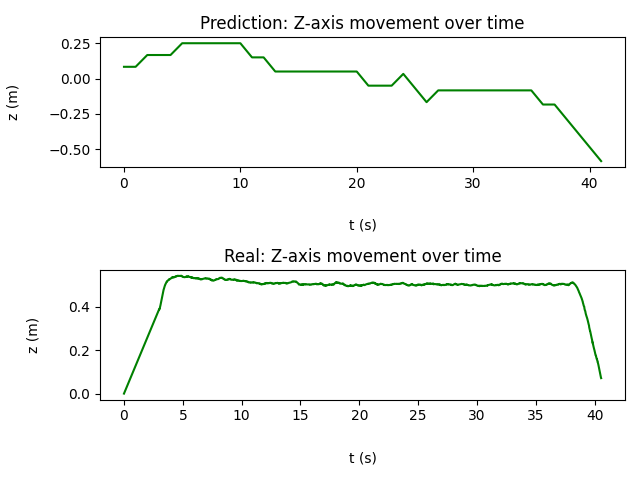 Prediction: Z-axis movement over time
0.25
0.00
−0.25
−0.50
z (m)
0 10 20 30 40
t (s)
Real: Z-axis movement over time
0.4
0.2
0.0
z (m)
0 5 10 15 20 25 30 35 40
t (s)